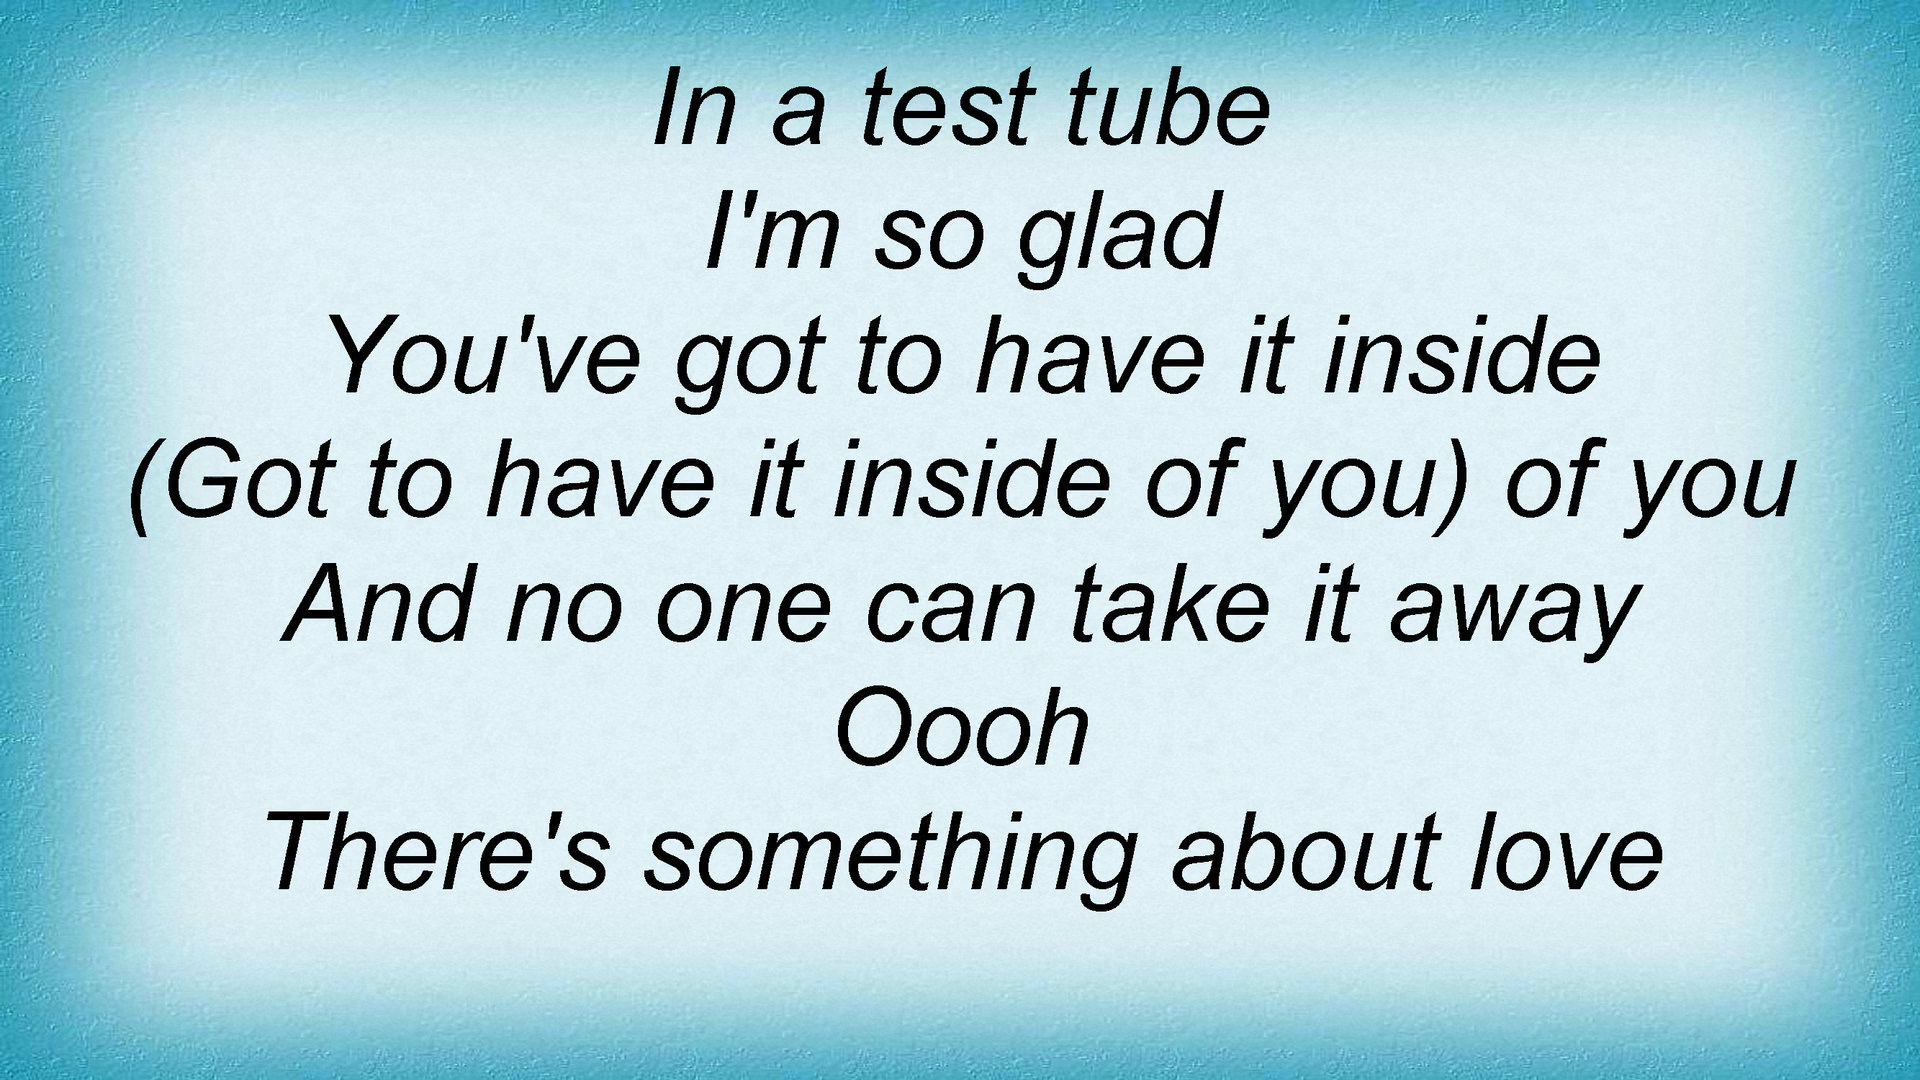 In a test tube
I'm so glad
You've got to have it inside
(Got to have it inside of you) of you
And no one can take it away
Oooh
There's something about love